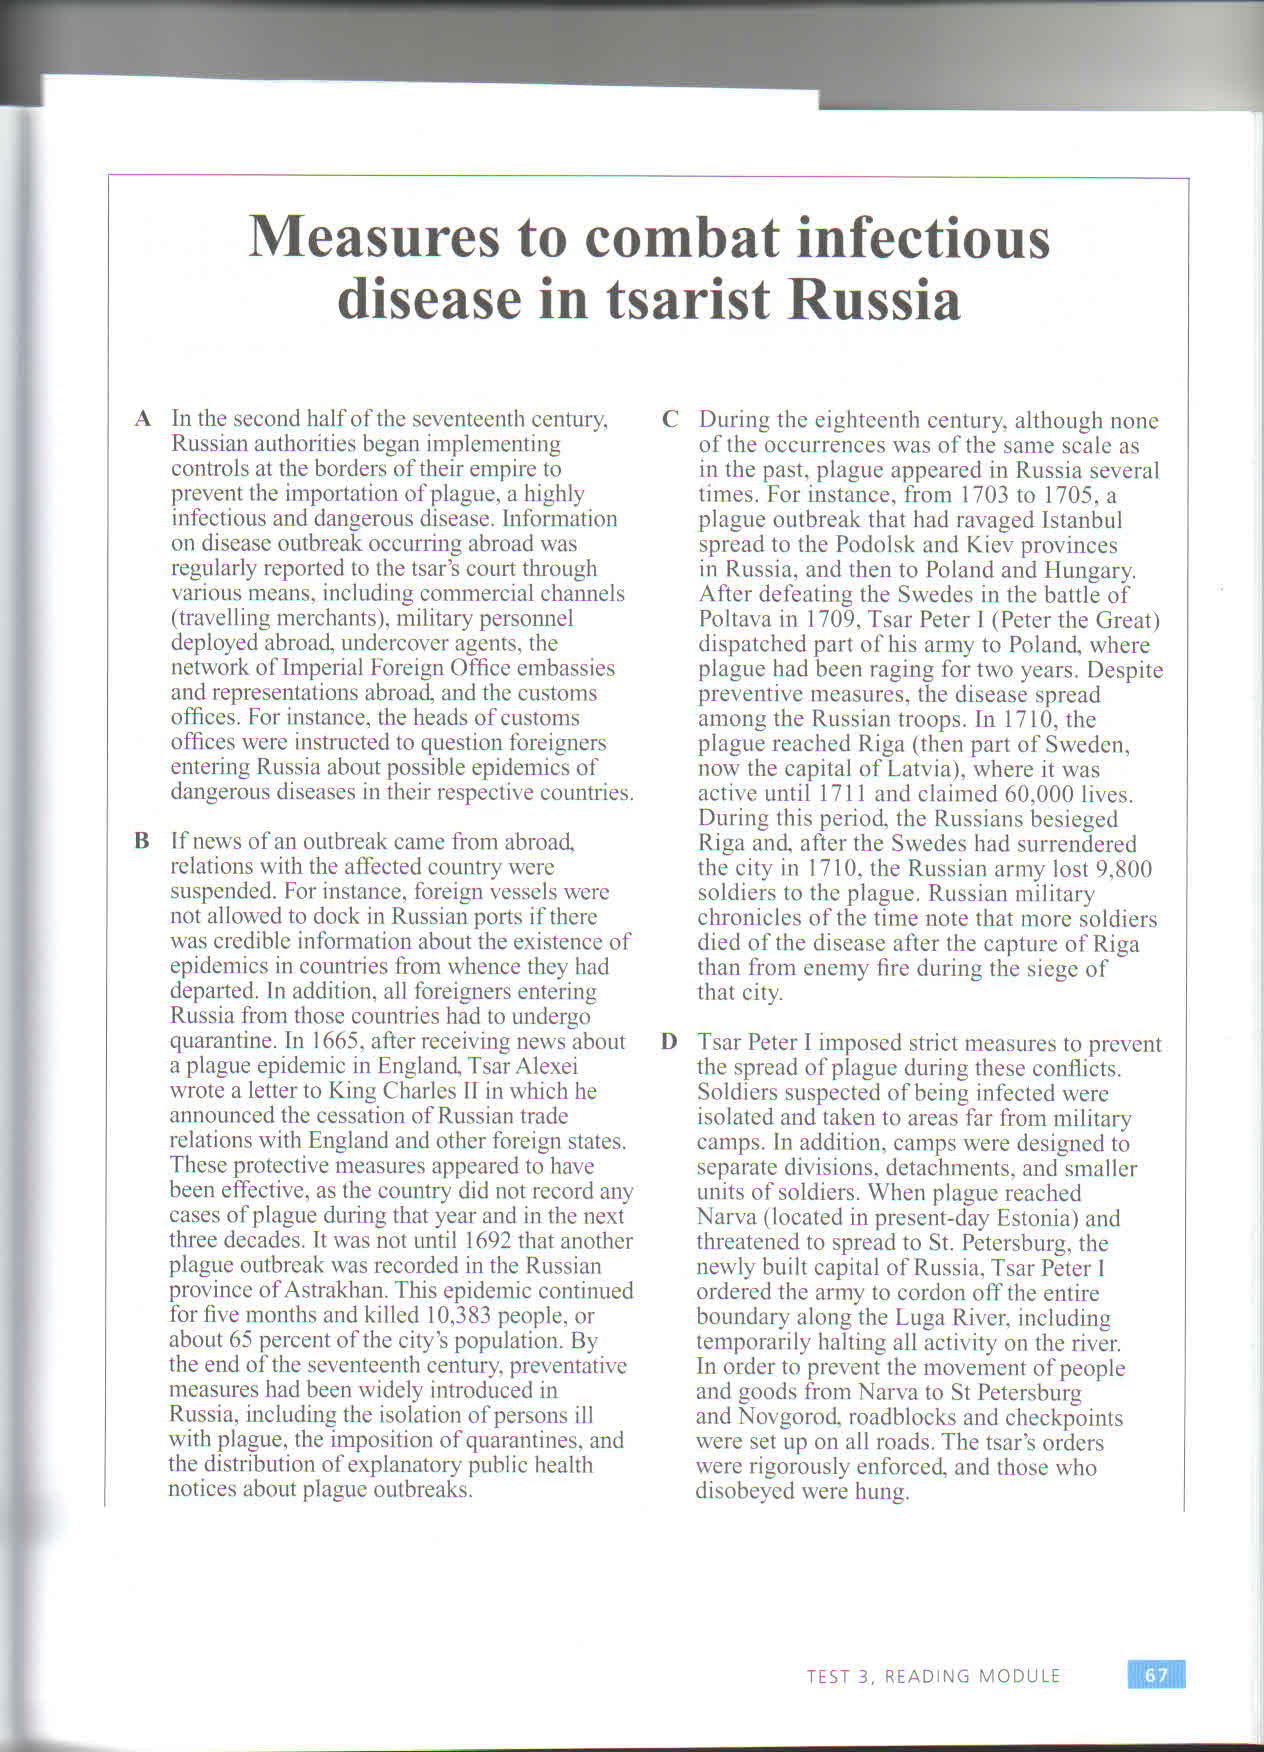 Measures to combat infectious
disease in tsarist Russia
A In the second half of the seventeenth century,
Russian authorities began implementing
controls at the borders of their empire to
prevent the importation of plague, a highly
infectious and dangerous disease. Information
on disease outbreak occurring abroad was
regularly reported to the tsar's court through
various means, including commercial channels
(travelling merchants), military personnel
deployed abroad, undercover agents, the
network of Imperial Foreign Office embassies
and representations abroad, and the customs
offices. For instance, the heads of customs
offices were instructed to question foreigners
entering Russia about possible epidemics of
dangerous diseases in their respective countries.
B If news of an outbreak came from abroad,
relations with the affected country were
suspended. For instance, foreign vessels were
not allowed to dock in Russian ports if there
was credible information about the existence of
epidemics in countries from whence they had
departed. In addition, all foreigners entering
Russia from those countries had to undergo
quarantine. In 1665, after receiving news about
a plague epidemic in England, Tsar Alexei
wrote a letter to King Charles II in which he
announced the cessation of Russian trade
relations with England and other foreign states.
These protective measures appeared to have
been effective, as the country did not record any
cases of plague during that year and in the next
three decades. It was not until 1692 that another
plague outbreak was recorded in the Russian
province of Astrakhan. This epidemic continued
for five months and killed 10,383 people, or
about 65 percent of the city's population. By
the end of the seventeenth century, preventative
measures had been widely introduced in
Russia, including the isolation of persons ill
with plague, the imposition of quarantines, and
the distribution of explanatory public health
notices about plague outbreaks.
C During the eighteenth century, although none
of the occurrences was of the same scale as
in the past, plague appeared in Russia several
times. For instance, from 1703 to 1705, a
plague outbreak that had ravaged Istanbul
spread to the Podolsk and Kiev provinces
in Russia, and then to Poland and Hungary.
After defeating the Swedes in the battle of
Poltava in 1709, Tsar Peter I (Peter the Great)
dispatched part of his army to Poland, where
plague had been raging for two years. Despite
preventive measures, the disease spread
among the Russian troops. In 1710, the
plague reached Riga (then part of Sweden,
now the capital of Latvia), where it was
active until 1711 and claimed 60,000 lives.
During this period, the Russians besieged
Riga and, after the Swedes had surrendered
the city in 1710, the Russian army lost 9,800
soldiers to the plague. Russian military
chronicles of the time note that more soldiers
died of the disease after the capture of Riga
than from enemy fire during the siege of
that city.
D Tsar Peter I imposed strict measures to prevent
the spread of plague during these conflicts.
Soldiers suspected of being infected were
isolated and taken to areas far from military
camps. In addition, camps were designed to
separate divisions, detachments, and smaller
units of soldiers. When plague reached
Narva (located in present-day Estonia) and
threatened to spread to St. Petersburg, the
newly built capital of Russia, Tsar Peter I
ordered the army to cordon off the entire
boundary along the Luga River, including
temporarily halting all activity on the river.
In order to prevent the movement of people
and goods from Narva to St Petersburg
and Novgorod, roadblocks and checkpoints
were set up on all roads. The tsar's orders
were rigorously enforced, and those who
disobeyed were hung.
TEST 3, READING MODULE 67